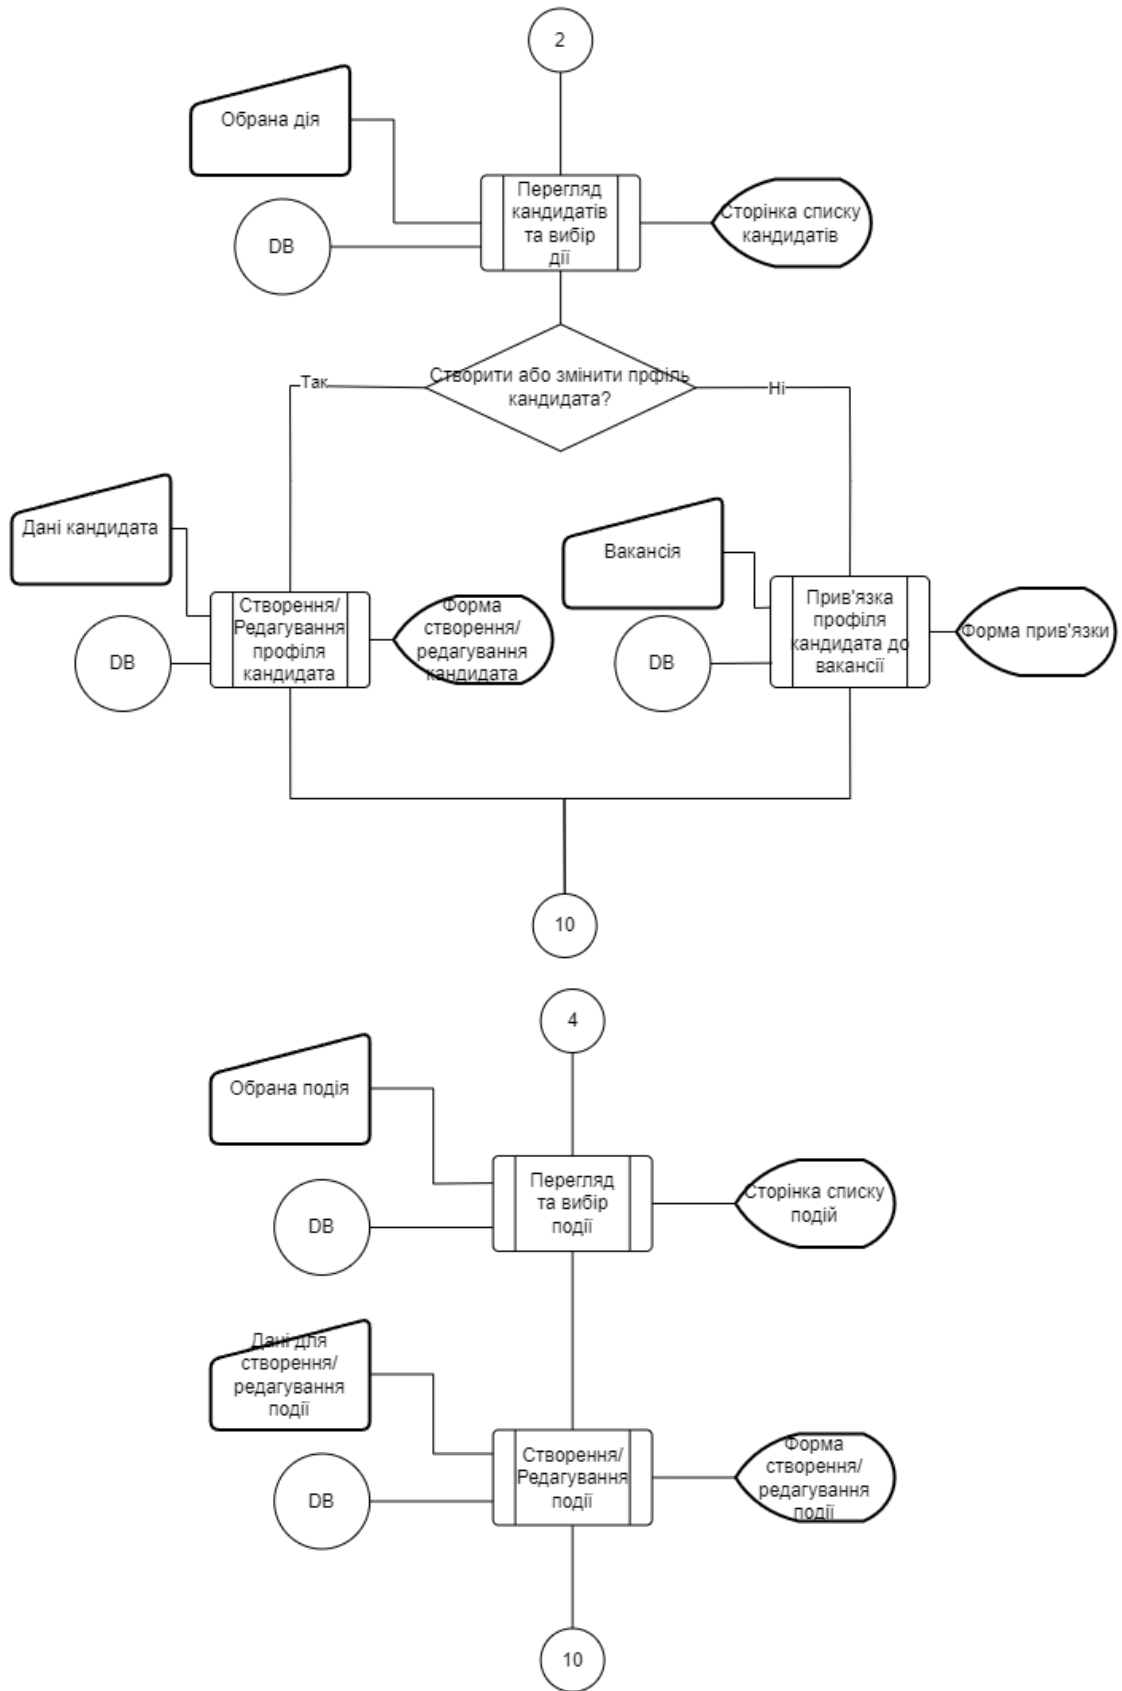 2
Обрана дія
Перегляд
кандидатів
та вибір
дії
Сторінка списку
кандидатів
DB
Створити або змінити прфіль
кандидата?
Так
Ні
Дані кандидата
Вакансія
Створення/
Редагування
профіля
кандидата
Форма
створення/
редагування
кандидата
DB
Прив'язка
профіля
кандидата до
вакансії
Форма прив'язки
DB
10
4
Обрана подія
Перегляд
та вибір
події
Сторінка списку
подій
DB
Дані для
створення/
редагування
події
Створення/
Редагування
події
Форма
створення/
редагування
події
DB
10